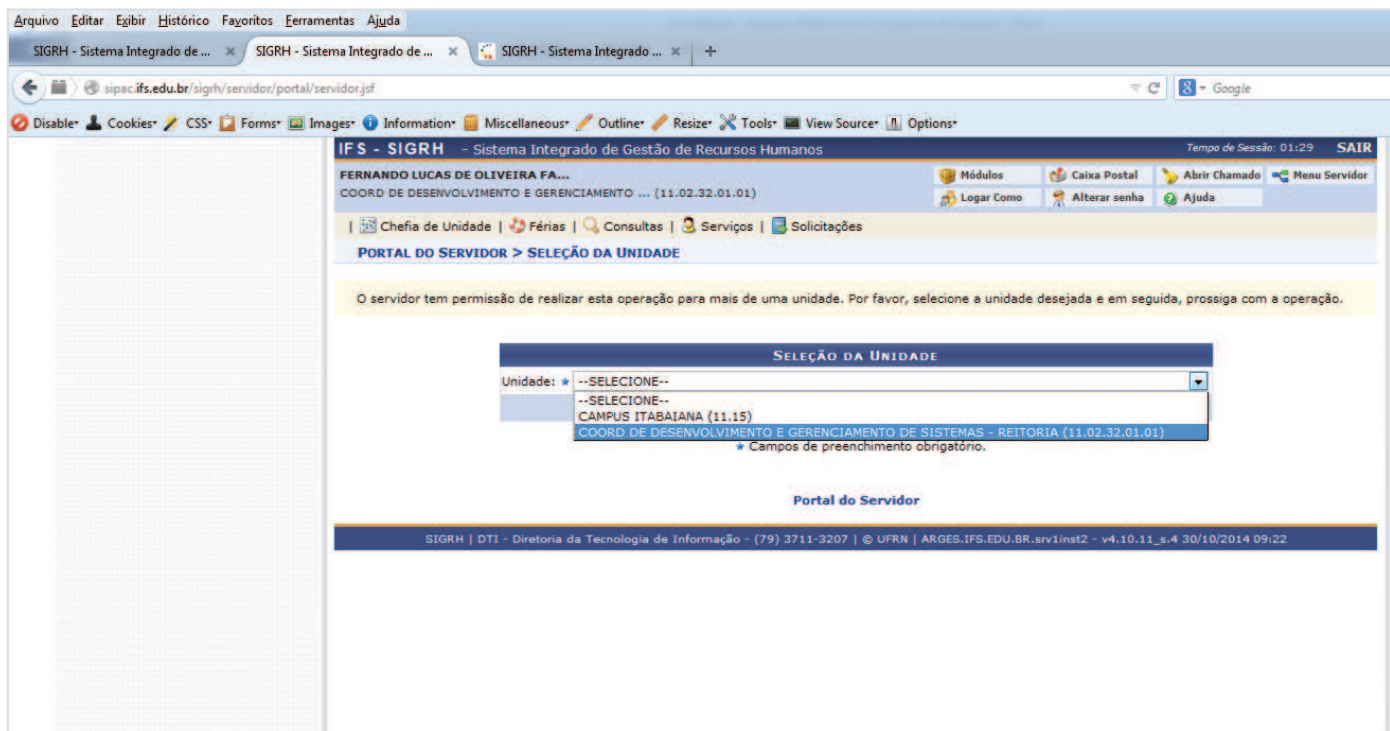 Arquivo Editar Exibir Histórico Favoritos Ferramentas Ajuda
SIGRH - Sistema Integrado de ... × SIGRH - Sistema Integrado de ... × SIGRH - Sistema Integrado ... × +
sipac.ifs.edu.br/sigrh/servidor/portal/servidor.jsf 8 Google
Disable Cookies CSS Forms Images Information Miscellaneous Outline Resize Tools View Source Options
IFS - SIGRH - Sistema Integrado de Gestão de Recursos Humanos Tempo de Sessão: 01:29 SAIR
FERNANDO LUCAS DE OLIVEIRA FA... Módulos Caixa Postal Abrir Chamado Menu Servidor
COORD DE DESENVOLVIMENTO E GERENCIAMENTO ... (11.02.32.01.01) Logar Como Alterar senha Ajuda
| Chefia de Unidade | Férias | Consultas | Serviços | Solicitações
PORTAL DO SERVIDOR > SELEÇÃO DA UNIDADE
O servidor tem permissão de realizar esta operação para mais de uma unidade. Por favor, selecione a unidade desejada e em seguida, prossiga com a operação.
SELEÇÃO DA UNIDADE
Unidade: ★ --SELECIONE--
--SELECIONE--
CAMPUS ITABAIANA (11.15)
COORD DE DESENVOLVIMENTO E GERENCIAMENTO DE SISTEMAS - REITORIA (11.02.32.01.01)
★ Campos de preenchimento obrigatório.
Portal do Servidor
SIGRH | DTI - Diretoria da Tecnologia de Informação - (79) 3711-3207 | © UFRN | ARGES.IFS.EDU.BR.srv1inst2 - v4.10.11_s.4 30/10/2014 09:22